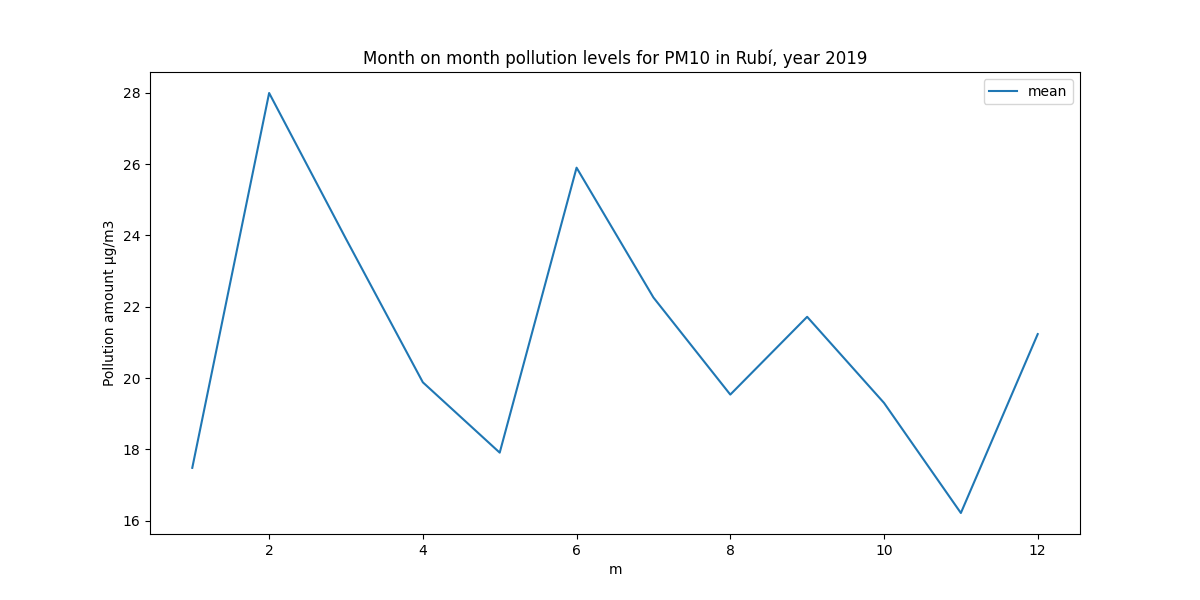 Month on month pollution levels for PM10 in Rubí, year 2019
mean
Pollution amount µg/m3
28
26
24
22
20
18
16
2 4 6 8 10 12
m